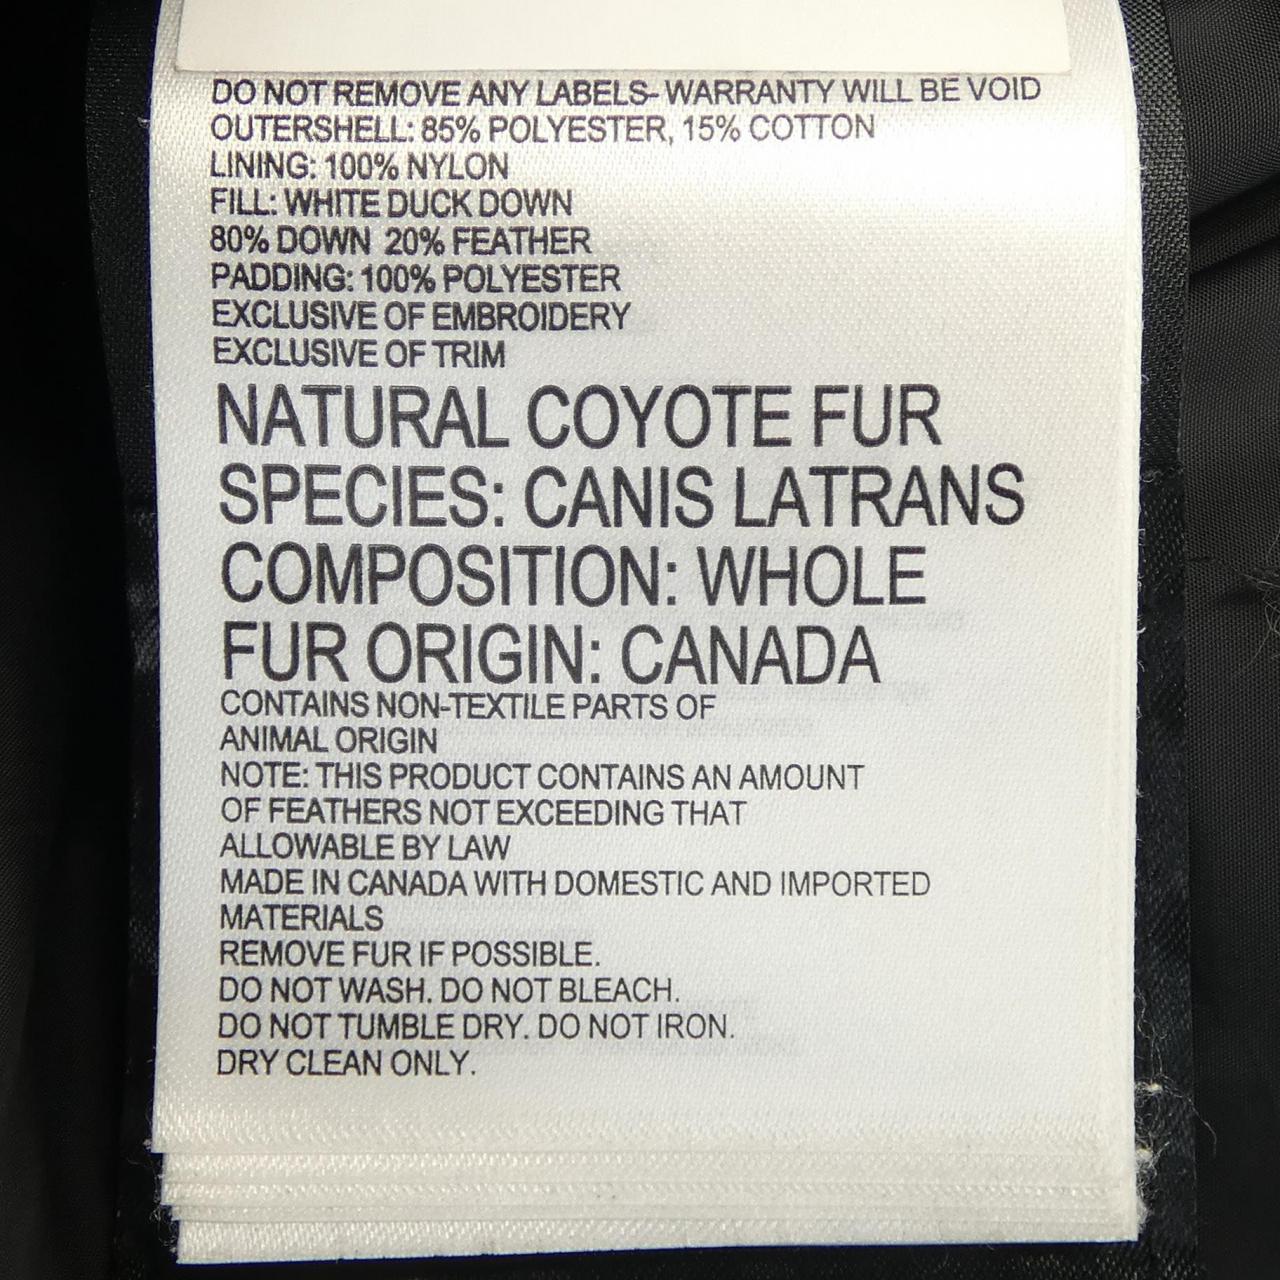 DO NOT REMOVE ANY LABELS- WARRANTY WILL BE VOID
OUTERSHELL: 85% POLYESTER, 15% COTTON
LINING: 100% NYLON
FILL: WHITE DUCK DOWN
80% DOWN 20% FEATHER
PADDING: 100% POLYESTER
EXCLUSIVE OF EMBROIDERY
EXCLUSIVE OF TRIM
NATURAL COYOTE FUR
SPECIES: CANIS LATRANS
COMPOSITION: WHOLE
FUR ORIGIN: CANADA
CONTAINS NON-TEXTILE PARTS OF
ANIMAL ORIGIN
NOTE: THIS PRODUCT CONTAINS AN AMOUNT
OF FEATHERS NOT EXCEEDING THAT
ALLOWABLE BY LAW
MADE IN CANADA WITH DOMESTIC AND IMPORTED
MATERIALS
REMOVE FUR IF POSSIBLE.
DO NOT WASH. DO NOT BLEACH.
DO NOT TUMBLE DRY. DO NOT IRON.
DRY CLEAN ONLY.